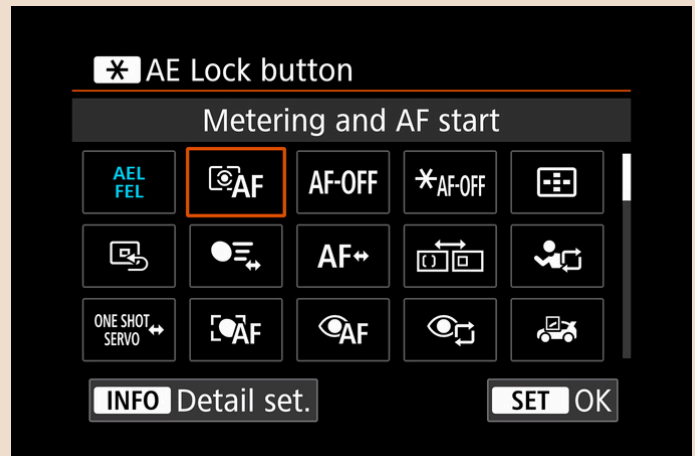 * AE Lock button
Metering and AF start
AEL
FEL
AF
AF-OFF
*AF-OFF
AF
ONE SHOT
SERVO
AF
AF
INFO Detail set.
SET OK